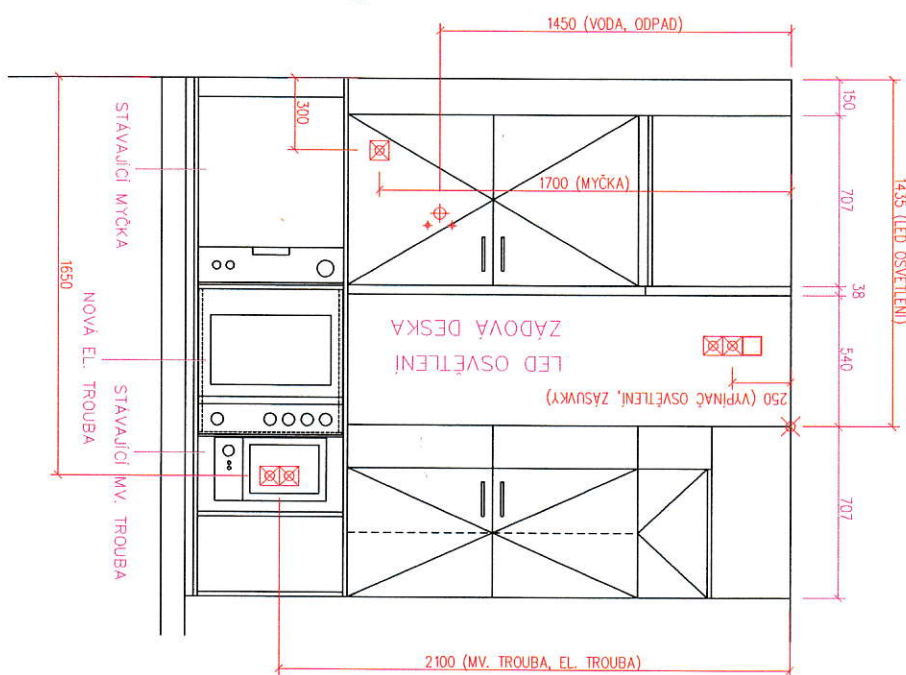 1450 (VODA, ODPAD)
150
707
38
540
707
1435 (LED OSVĚTLENÍ)
300
1700 (MYČKA)
STÁVAJÍCÍ MYČKA
1650
NOVÁ EL. TROUBA
STÁVAJÍCÍ MV. TROUBA
LED OSVĚTLENÍ
ZÁDOVÁ DESKA
250 (VYPÍNAČ OSVĚTLENÍ, ZÁSUVKY)
2100 (MV. TROUBA, EL. TROUBA)